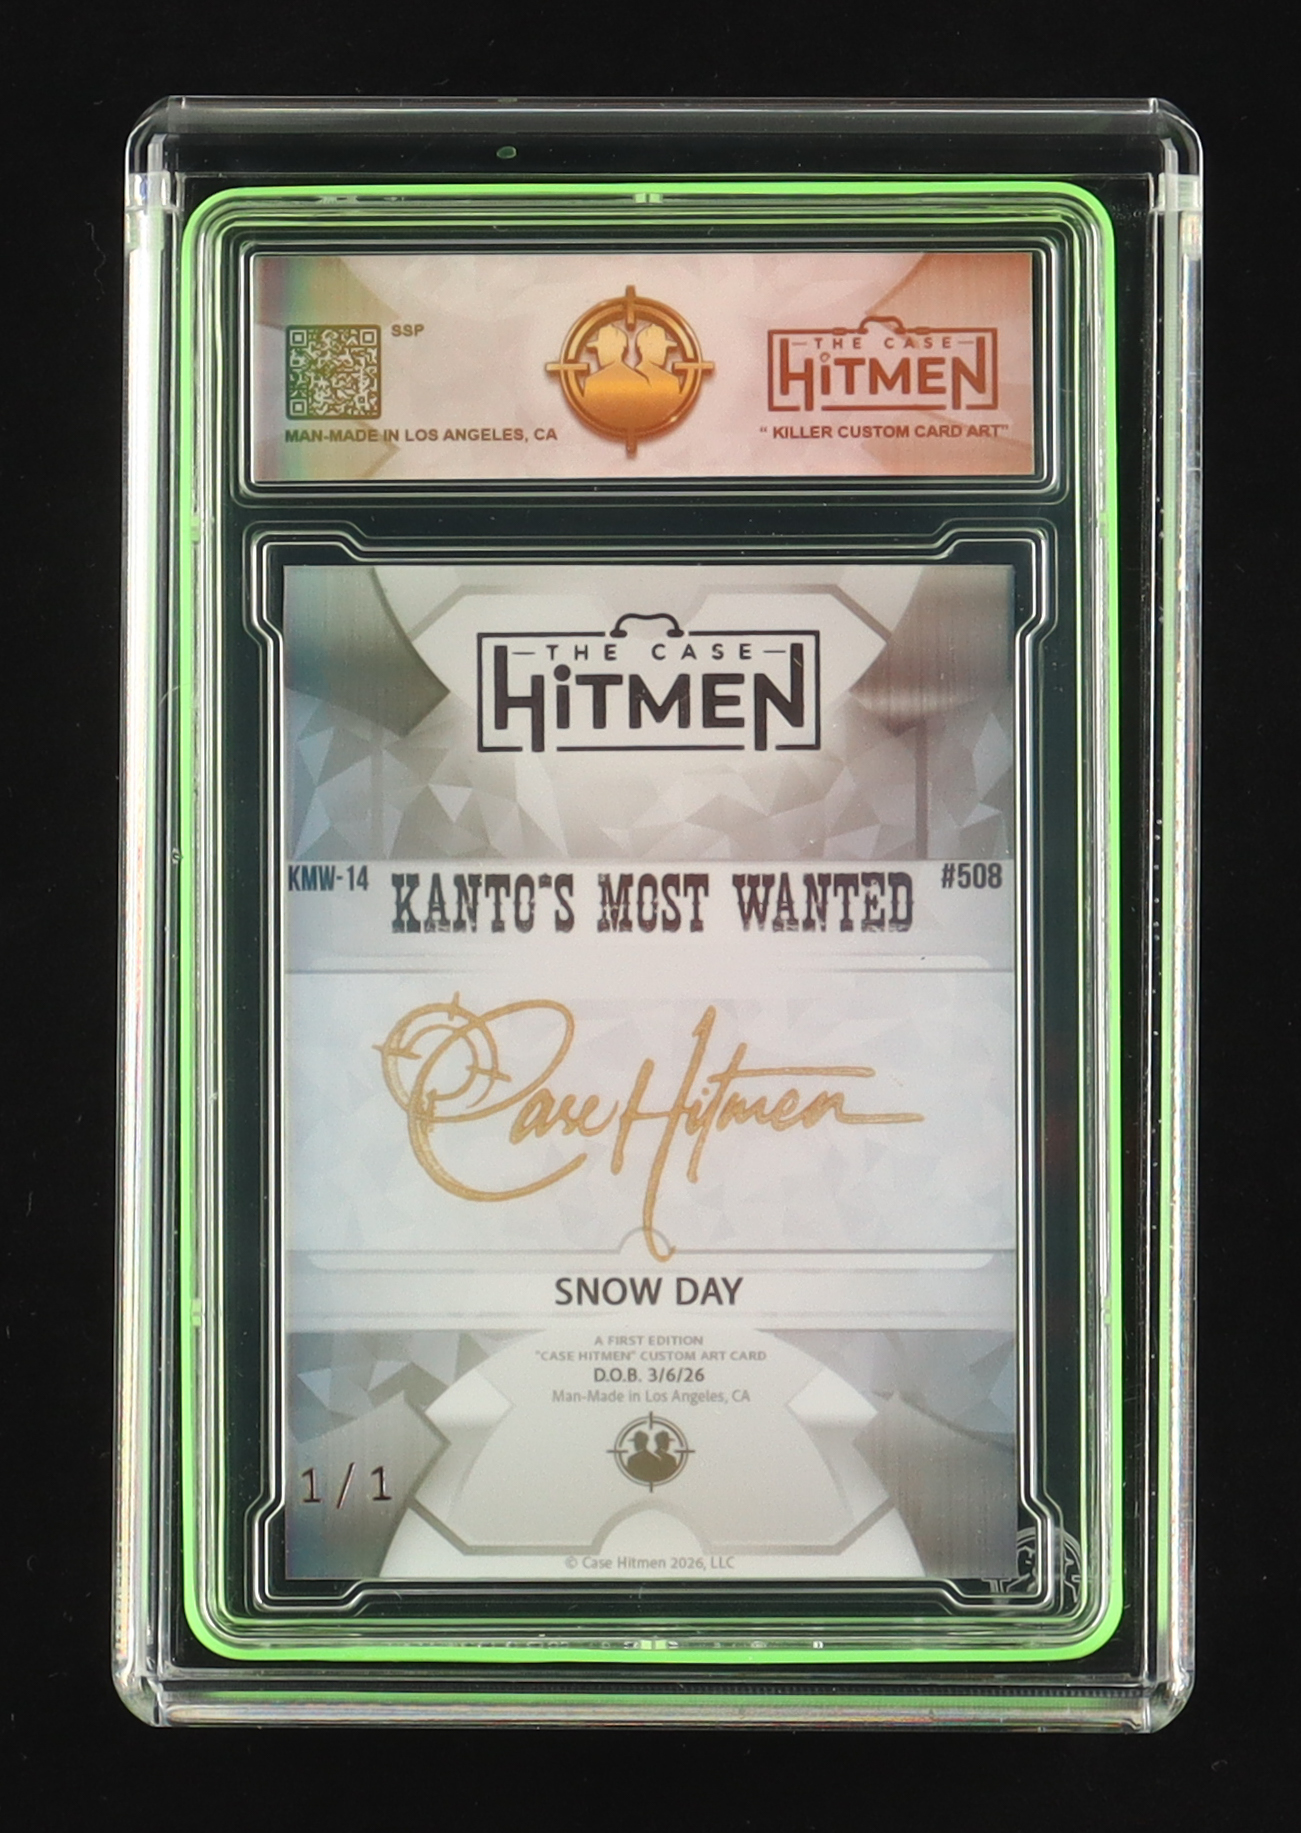 SSP
MAN-MADE IN LOS ANGELES, CA
THE CASE
HiTMEN
“ KILLER CUSTOM CARD ART”
THE CASE
HiTMEN
KMW-14
KANTO'S MOST WANTED
#508
Case Hitmen
SNOW DAY
A FIRST EDITION
"CASE HITMEN" CUSTOM ART CARD
D.O.B. 3/6/26
Man-Made in Los Angeles, CA
1/1
© Case Hitmen 2026, LLC